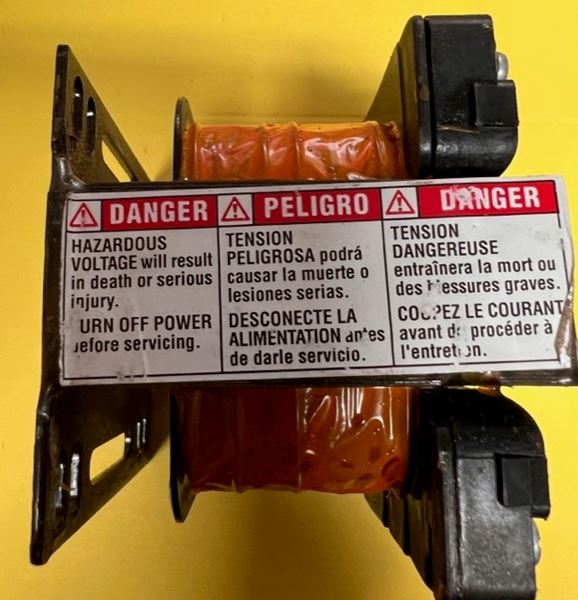 DANGER
HAZARDOUS
VOLTAGE will result
in death or serious
injury.
TURN OFF POWER
before servicing.
PELIGRO
TENSION
PELIGROSA podrá
causar la muerte o
lesiones serias.
DESCONECTE LA
ALIMENTATION antes
de darle servicio.
DANGER
TENSION
DANGEREUSE
entraînera la mort ou
des blessures graves.
COUPEZ LE COURANT
avant de procéder à
l'entretien.